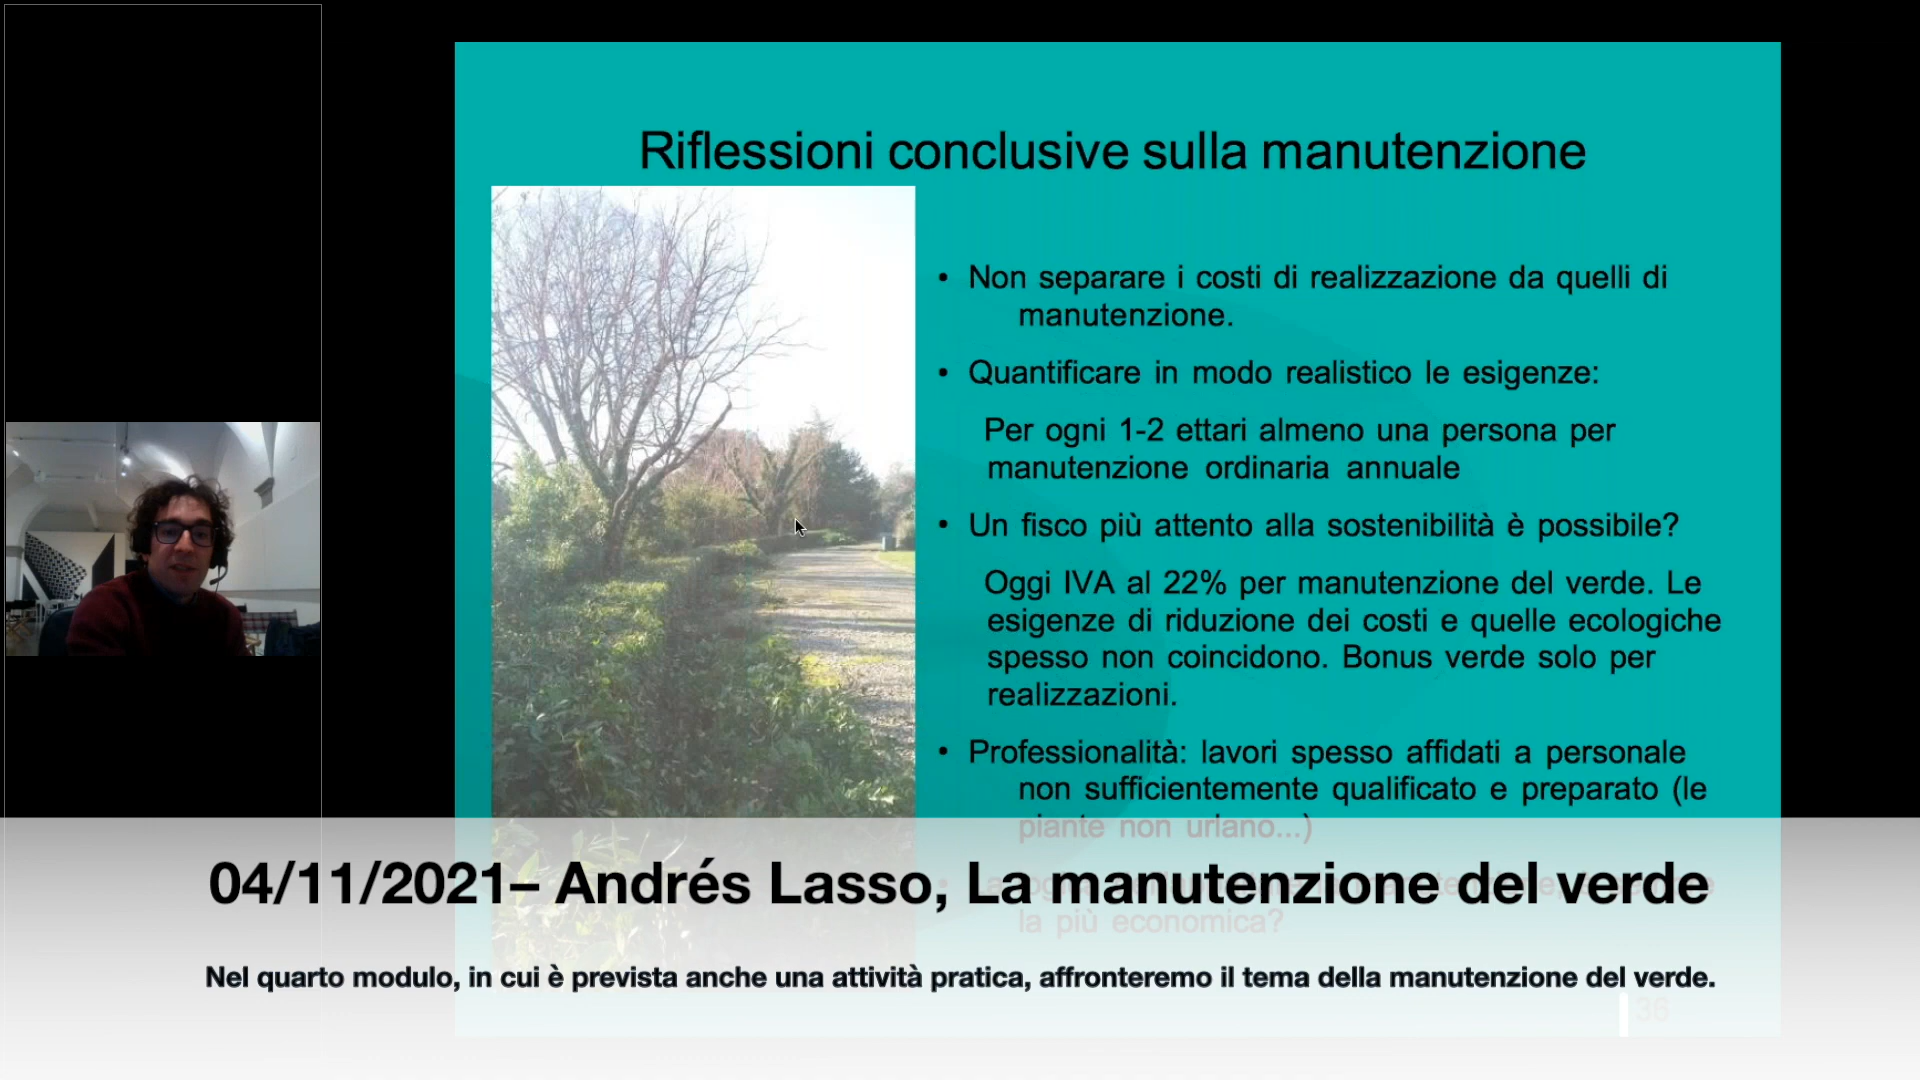 Riflessioni conclusive sulla manutenzione
• Non separare i costi di realizzazione da quelli di
manutenzione.
• Quantificare in modo realistico le esigenze:
Per ogni 1-2 ettari almeno una persona per
manutenzione ordinaria annuale
• Un fisco più attento alla sostenibilità è possibile?
Oggi IVA al 22% per manutenzione del verde. Le
esigenze di riduzione dei costi e quelle ecologiche
spesso non coincidono. Bonus verde solo per
realizzazioni.
• Professionalità: lavori spesso affidati a personale
non sufficientemente qualificato e preparato (le
piante non urlano...)
la più economica?
04/11/2021– Andrés Lasso, La manutenzione del verde
Nel quarto modulo, in cui è prevista anche una attività pratica, affronteremo il tema della manutenzione del verde.
36